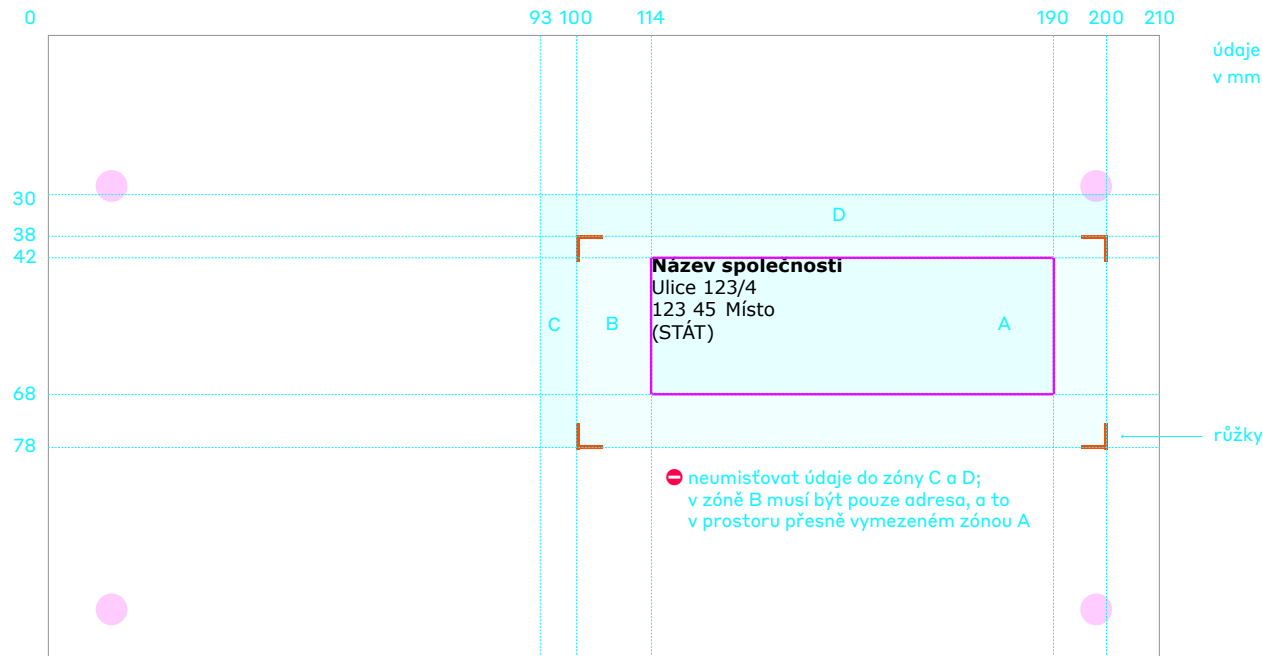 0 93 100 114 190 200 210
údaje
v mm
30
D
38
42
Název společnosti
Ulice 123/4
123 45 Místo
C B A
(STÁT)
68
78
růžky
neumisťovat údaje do zóny C a D;
v zóně B musí být pouze adresa, a to
v prostoru přesně vymezeném zónou A